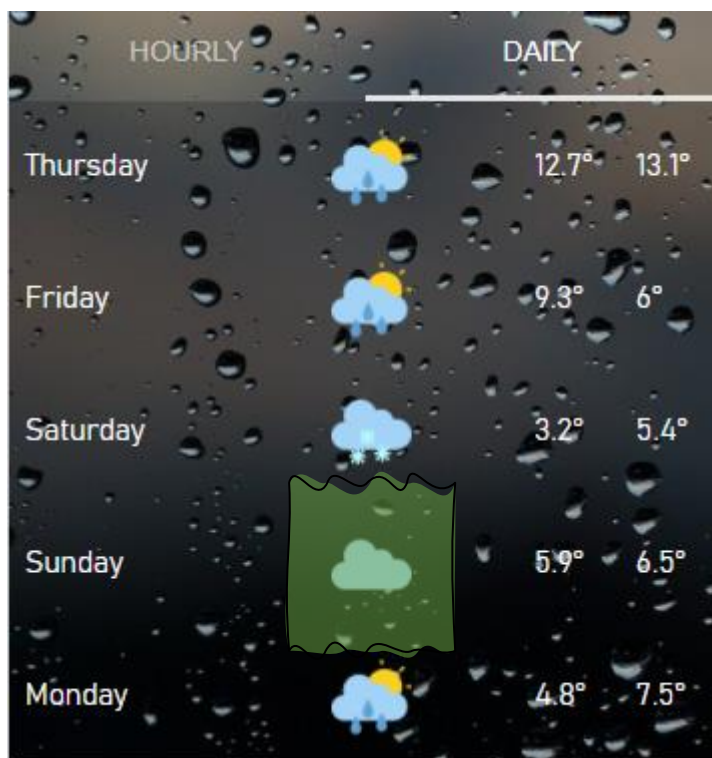 HOURLY DAILY
Thursday 12.7° 13.1°
Friday 9.3° 6°
Saturday 3.2° 5.4°
Sunday 5.9° 6.5°
Monday 4.8° 7.5°